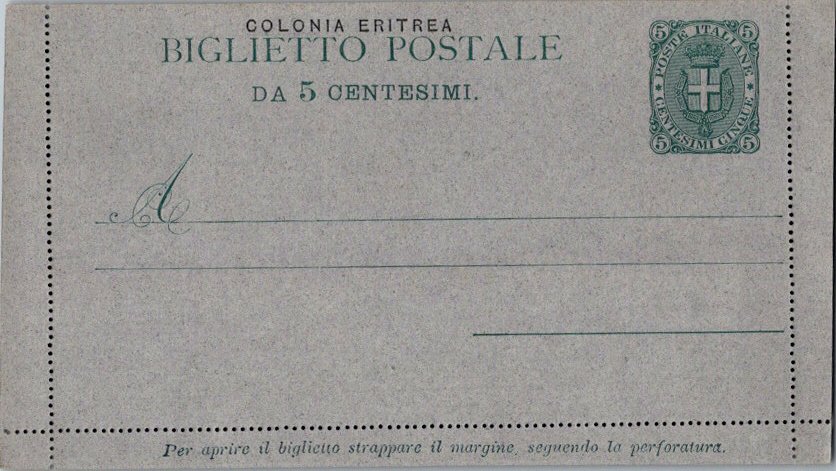 COLONIA ERITREA
BIGLIETTO POSTALE
DA 5 CENTESIMI.
5 POSTE ITALIANE 5
5 CENTESIMI CINQUE 5
A
Per aprire il biglietto strappare il margine, seguendo la perforatura.